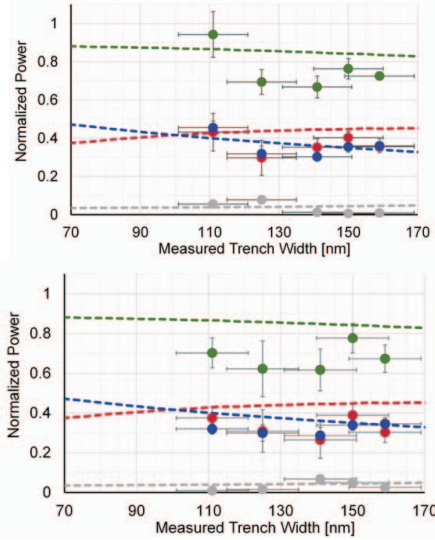 1
0.8
0.6
0.4
0.2
0
Normalized Power
70 90 110 130 150 170
Measured Trench Width [nm]
1
0.8
0.6
0.4
0.2
0
Normalized Power
70 90 110 130 150 170
Measured Trench Width [nm]